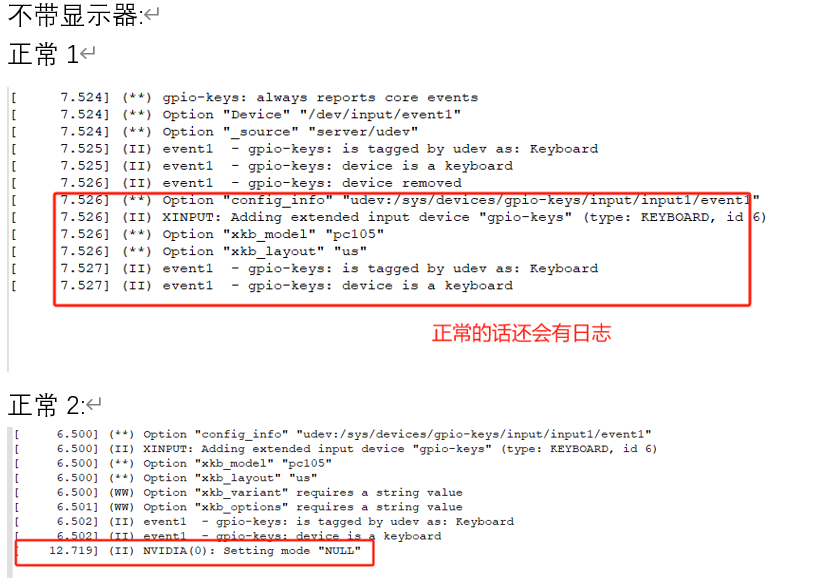 不带显示器:↵
正常 1↵
[      7.524] (**) gpio-keys: always reports core events
[      7.524] (**) Option "Device" "/dev/input/event1"
[      7.524] (**) Option "_source" "server/udev"
[      7.525] (II) event1  - gpio-keys: is tagged by udev as: Keyboard
[      7.525] (II) event1  - gpio-keys: device is a keyboard
[      7.526] (II) event1  - gpio-keys: device removed
[      7.526] (**) Option "config_info" "udev:/sys/devices/gpio-keys/input/input1/event1"
[      7.526] (II) XINPUT: Adding extended input device "gpio-keys" (type: KEYBOARD, id 6)
[      7.526] (**) Option "xkb_model" "pc105"
[      7.526] (**) Option "xkb_layout" "us"
[      7.527] (II) event1  - gpio-keys: is tagged by udev as: Keyboard
[      7.527] (II) event1  - gpio-keys: device is a keyboard
正常的话还会有日志
正常 2:↵
[      6.500] (**) Option "config_info" "udev:/sys/devices/gpio-keys/input/input1/event1"
[      6.500] (II) XINPUT: Adding extended input device "gpio-keys" (type: KEYBOARD, id 6)
[      6.500] (**) Option "xkb_model" "pc105"
[      6.500] (**) Option "xkb_layout" "us"
[      6.500] (WW) Option "xkb_variant" requires a string value
[      6.501] (WW) Option "xkb_options" requires a string value
[      6.502] (II) event1  - gpio-keys: is tagged by udev as: Keyboard
[      6.502] (II) event1  - gpio-keys: device is a keyboard
[     12.719] (II) NVIDIA(0): Setting mode "NULL"